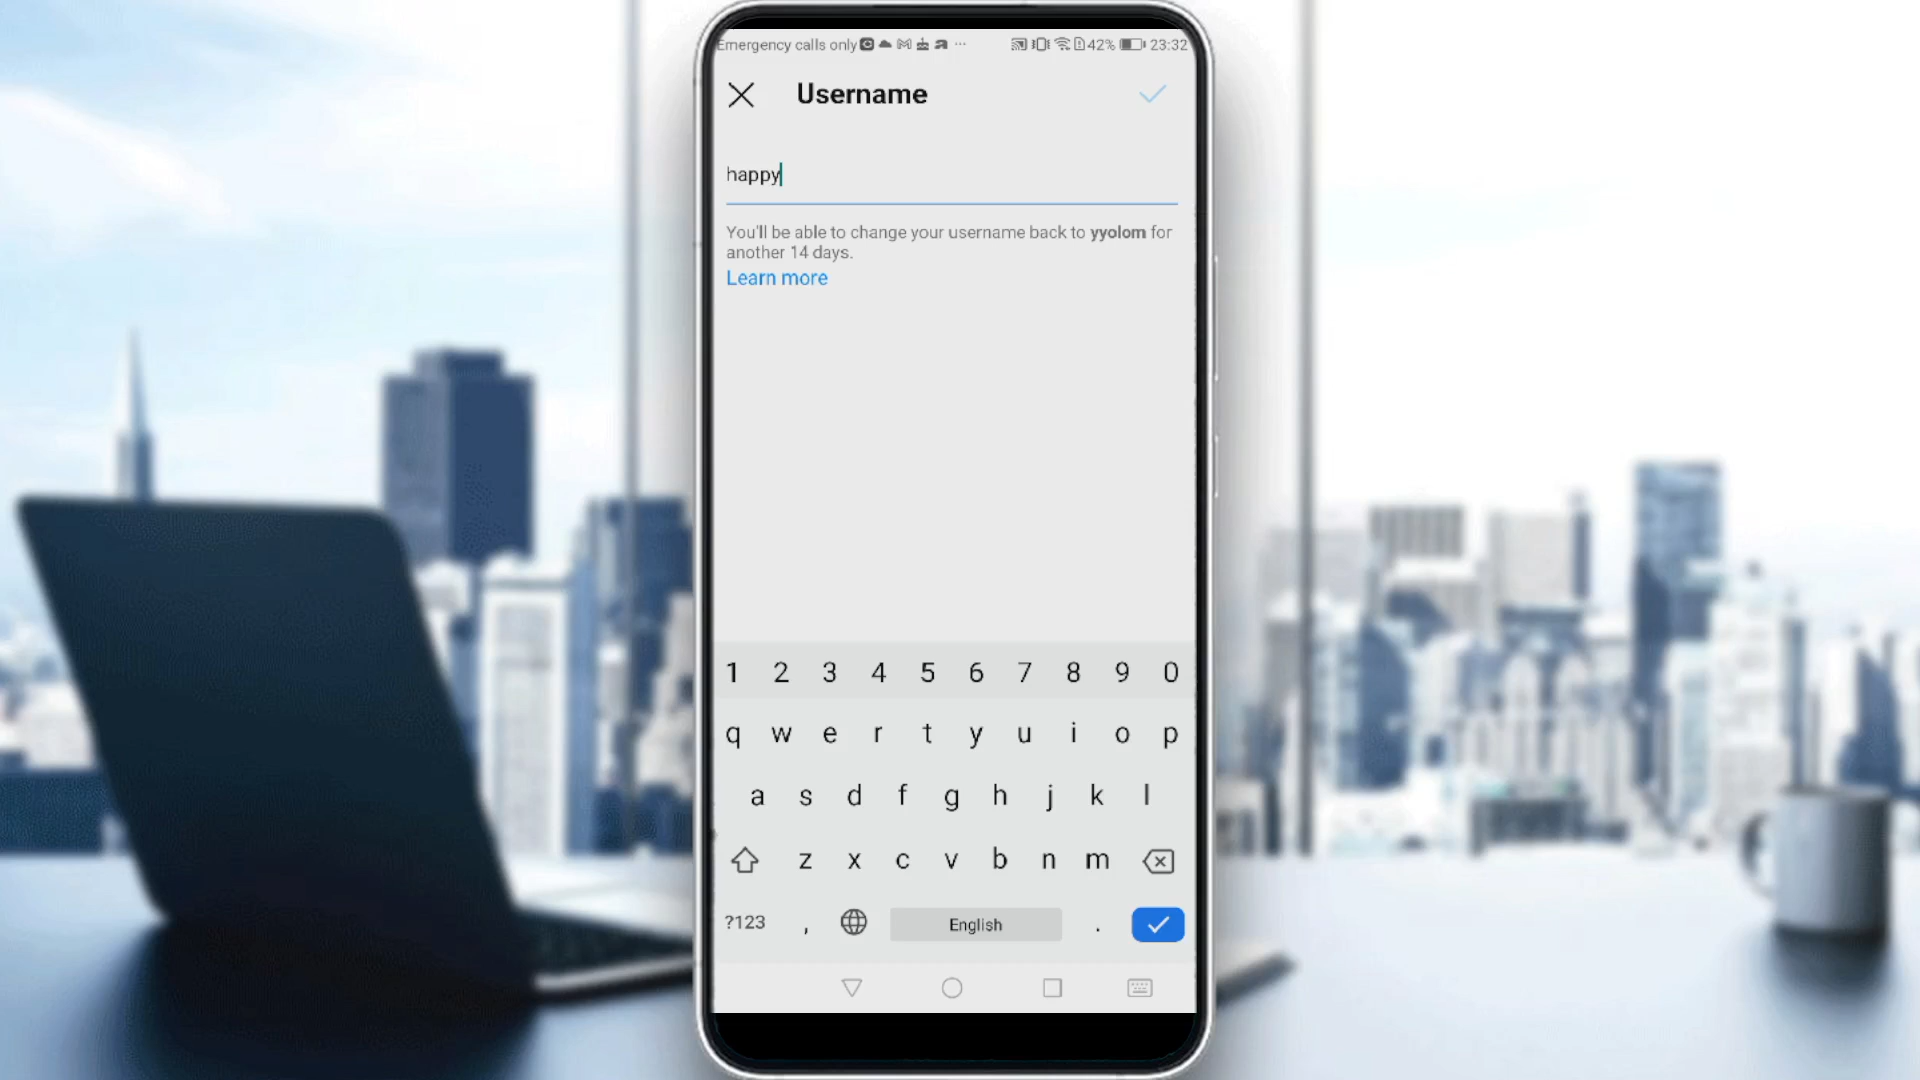 Emergency calls only ... 42% 23:32
Username
happy
You'll be able to change your username back to yyolom for
another 14 days.
Learn more
1 2 3 4 5 6 7 8 9 0
q w e r t y u i o p
a s d f g h j k l
z x c v b n m
?123 , English .